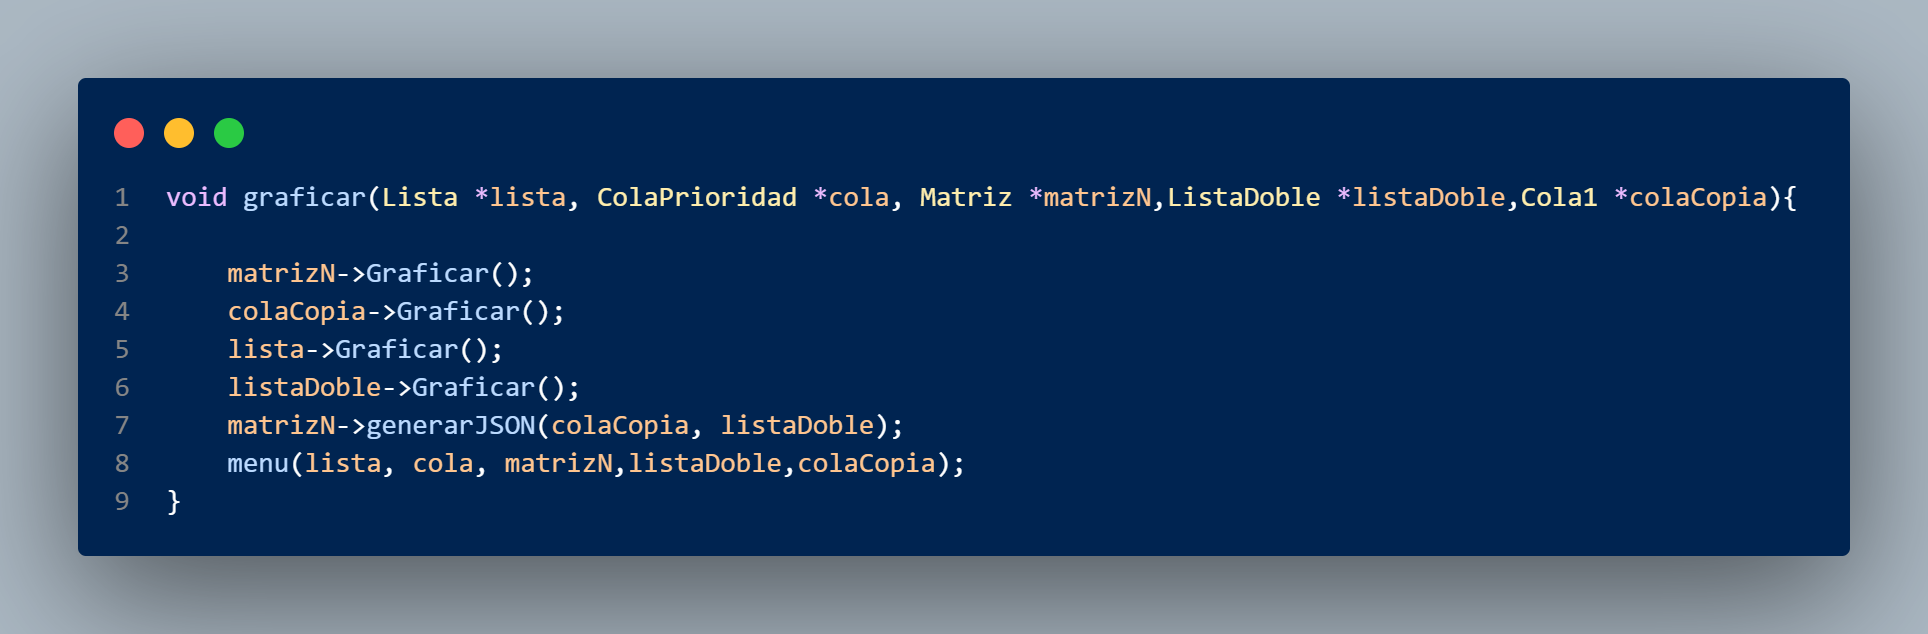 1 void graficar(Lista *lista, ColaPrioridad *cola, Matriz *matrizN,ListaDoble *listaDoble,Cola1 *colaCopia){
2
3     matrizN->Graficar();
4     colaCopia->Graficar();
5     lista->Graficar();
6     listaDoble->Graficar();
7     matrizN->generarJSON(colaCopia, listaDoble);
8     menu(lista, cola, matrizN,listaDoble,colaCopia);
9 }